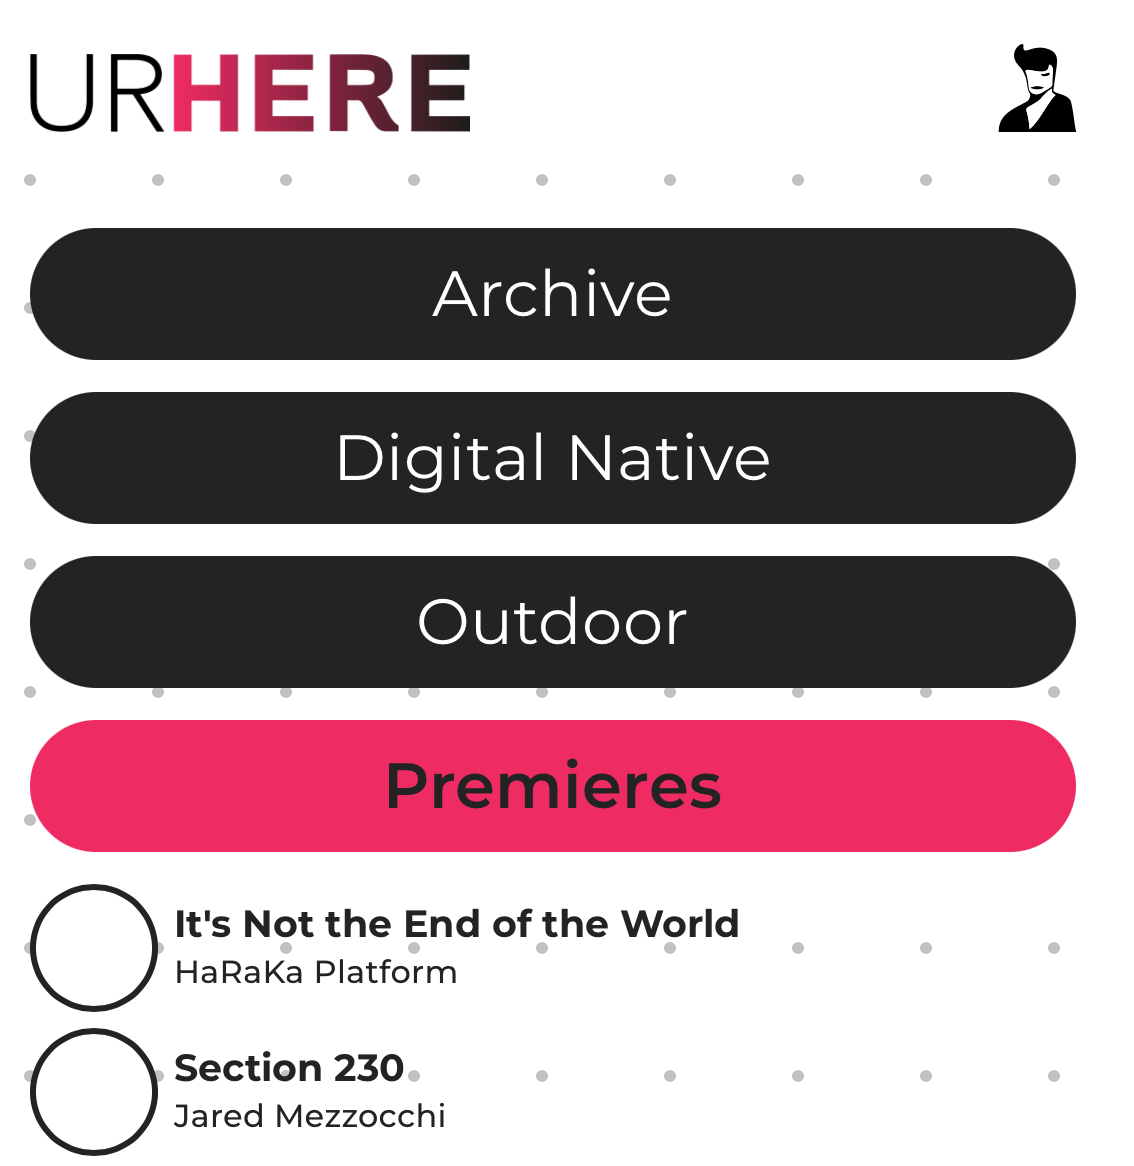 URHERE
Archive
Digital Native
Outdoor
Premieres
It's Not the End of the World
HaRaKa Platform
Section 230
Jared Mezzocchi